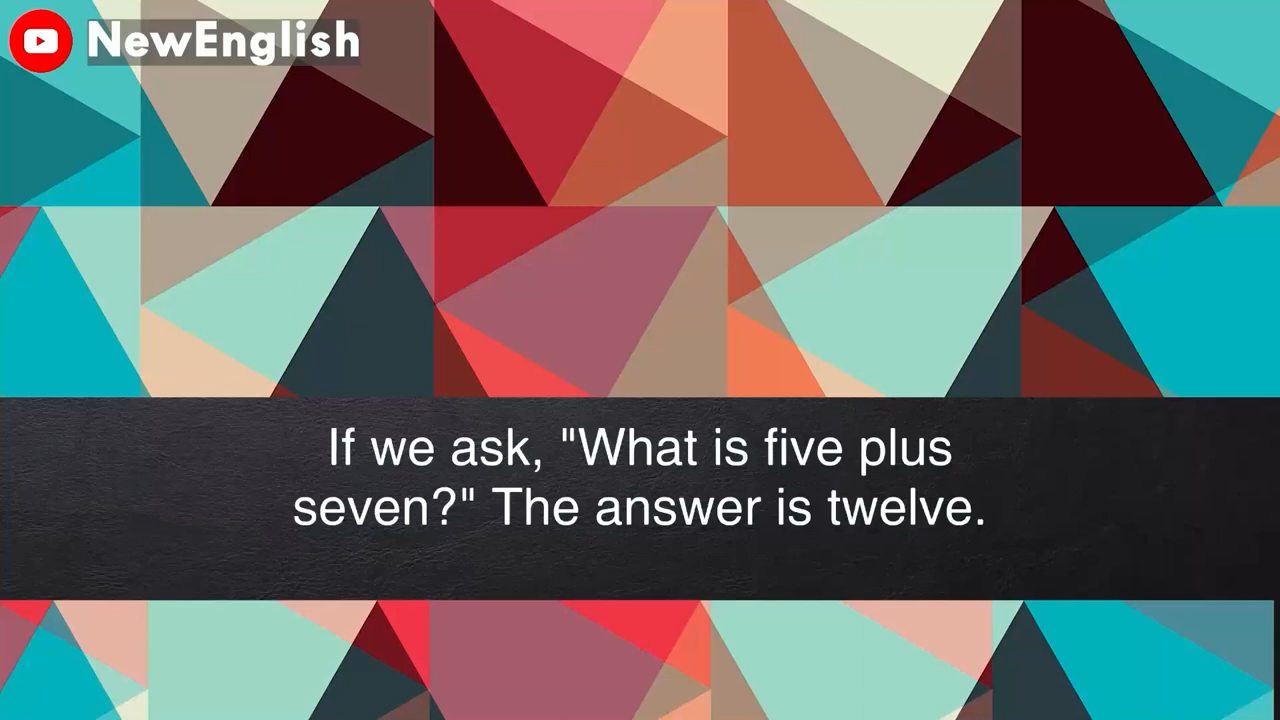 NewEnglish
If we ask, "What is five plus
seven?" The answer is twelve.